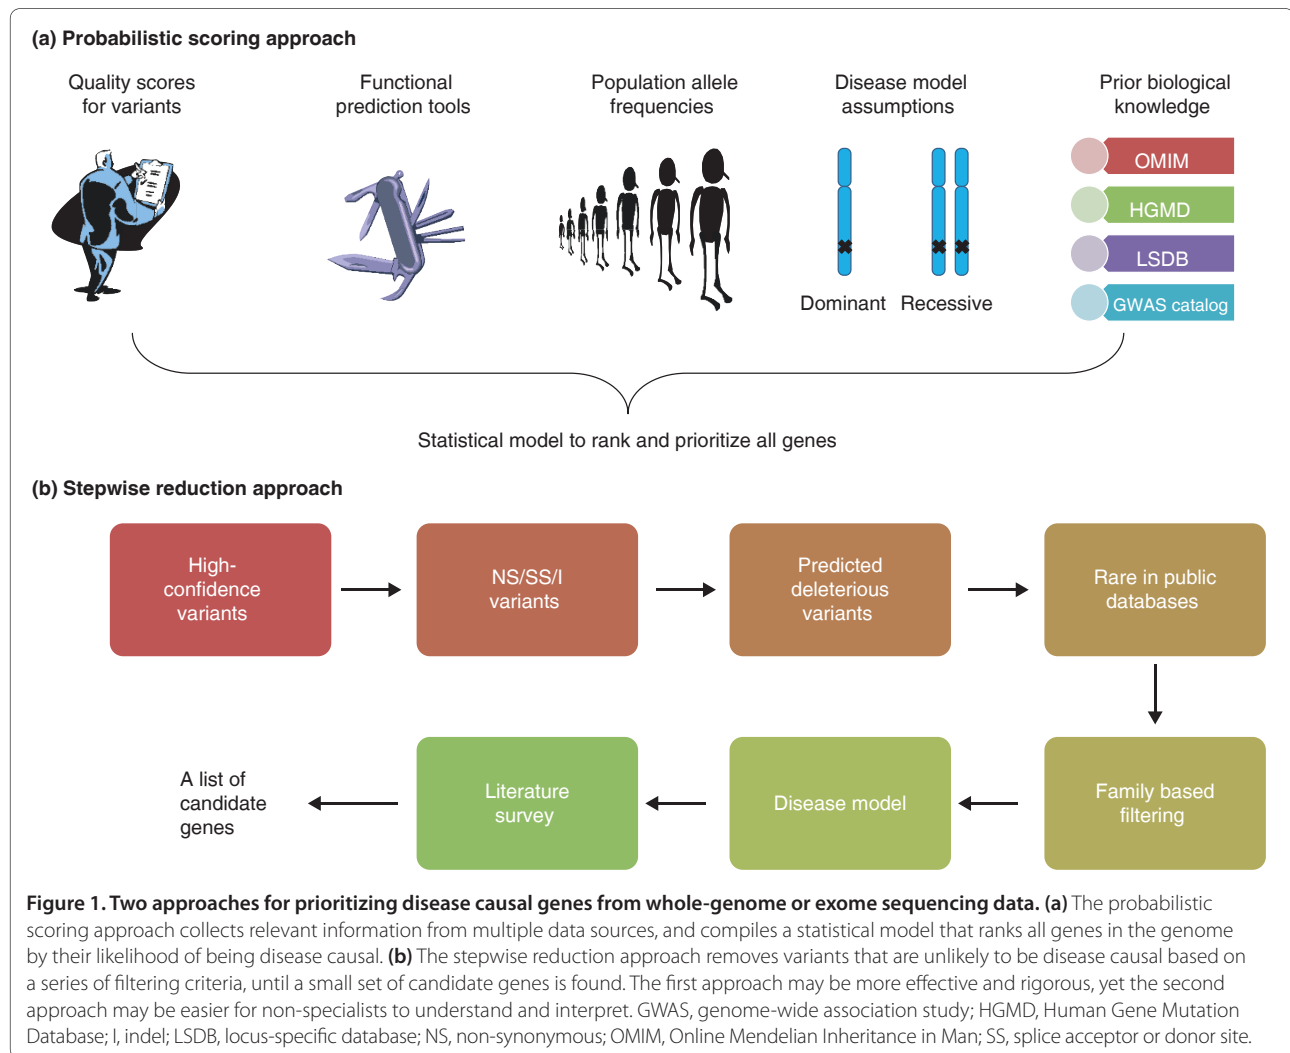 (a) Probabilistic scoring approach
Quality scores
for variants
Functional
prediction tools
Population allele
frequencies
Disease model
assumptions
Prior biological
knowledge
OMIM
HGMD
LSDB
GWAS catalog
Dominant
Recessive
Statistical model to rank and prioritize all genes
(b) Stepwise reduction approach
High-
confidence
variants
NS/SS/I
variants
Predicted
deleterious
variants
Rare in public
databases
Family based
filtering
Disease model
Literature
survey
A list of
candidate
genes
Figure 1. Two approaches for prioritizing disease causal genes from whole-genome or exome sequencing data. (a) The probabilistic
scoring approach collects relevant information from multiple data sources, and compiles a statistical model that ranks all genes in the genome
by their likelihood of being disease causal. (b) The stepwise reduction approach removes variants that are unlikely to be disease causal based on
a series of filtering criteria, until a small set of candidate genes is found. The first approach may be more effective and rigorous, yet the second
approach may be easier for non-specialists to understand and interpret. GWAS, genome-wide association study; HGMD, Human Gene Mutation
Database; I, indel; LSDB, locus-specific database; NS, non-synonymous; OMIM, Online Mendelian Inheritance in Man; SS, splice acceptor or donor site.